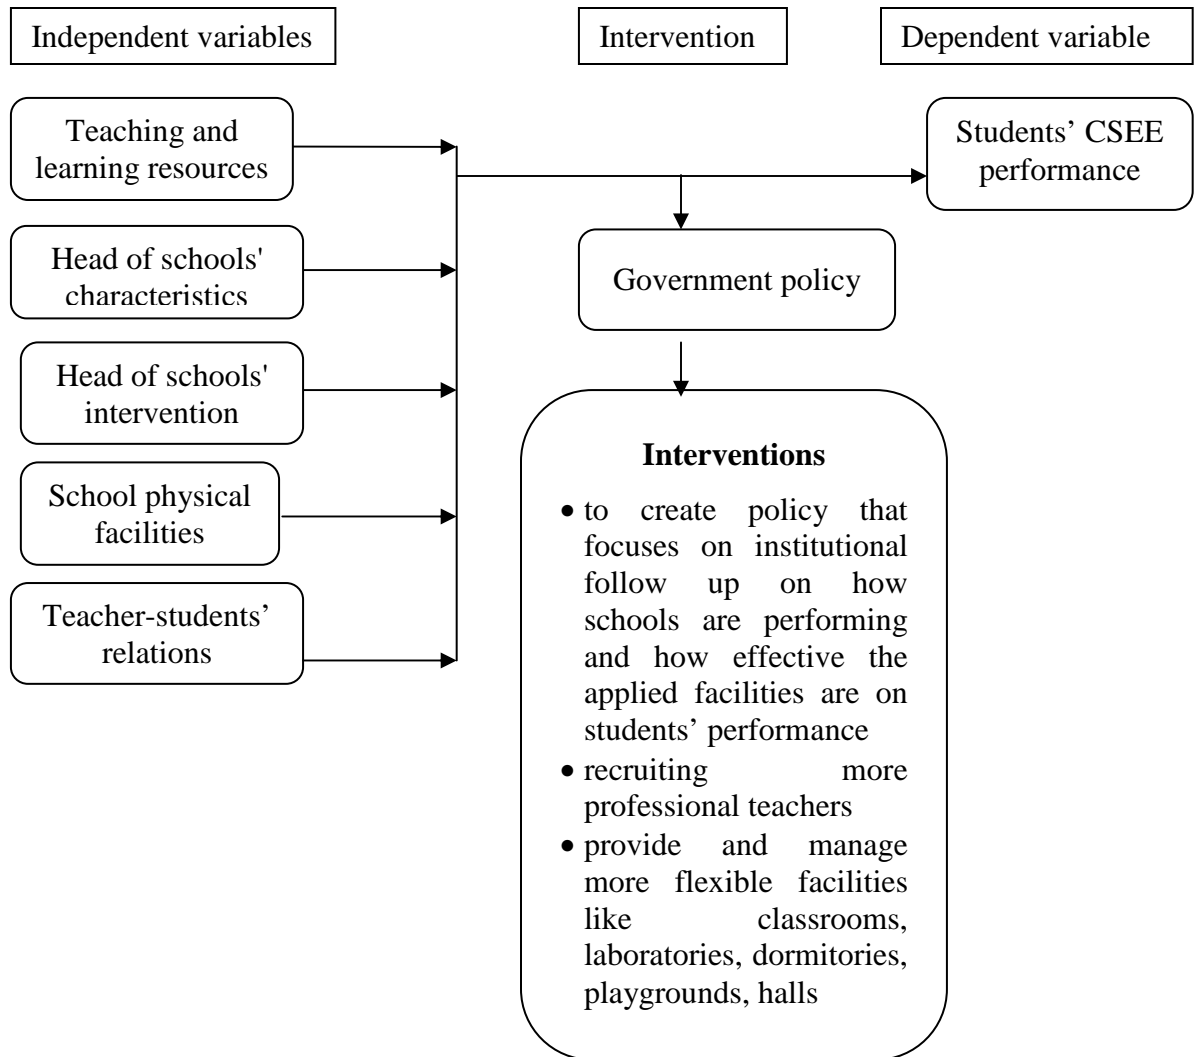 Independent variables
Intervention
Dependent variable
Teaching and
learning resources
Students’ CSEE
performance
Head of schools'
characteristics
Government policy
Head of schools'
intervention
School physical
facilities
Teacher-students’
relations
Interventions
• to create policy that
focuses on institutional
follow up on how
schools are performing
and how effective the
applied facilities are on
students’ performance
• recruiting more
professional teachers
• provide and manage
more flexible facilities
like classrooms,
laboratories, dormitories,
playgrounds, halls